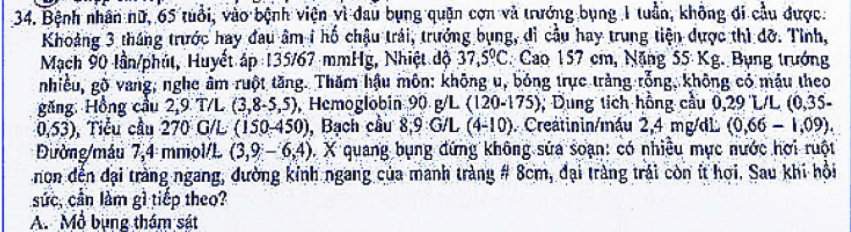 34. Bệnh nhân nữ, 65 tuổi, vào bệnh viện vì đau bụng quặn cơn và trướng bụng 1 tuần, không đi cầu được.
Khoảng 3 tháng trước hay đau âm ỉ hố chậu trái, trướng bụng, đi cầu hay trung tiện được thì đỡ. Tỉnh,
Mạch 90 lần/phút, Huyết áp 135/67 mmHg, Nhiệt độ 37,5⁰C. Cao 157 cm, Nặng 55 Kg. Bụng trướng
nhiều, gõ vang, nghe âm ruột tăng. Thăm hậu môn: không u, bóng trực tràng rỗng, không có máu theo
găng. Hồng cầu 2,9 T/L (3,8-5,5), Hemoglobin 90 g/L (120-175), Dung tích hồng cầu 0,29 L/L (0,35-
0,53), Tiểu cầu 270 G/L (150-450), Bạch cầu 8,9 G/L (4-10). Creatinin/máu 2,4 mg/dL (0,66 – 1,09),
Đường/máu 7,4 mmol/L (3,9 – 6,4). X quang bụng đứng không sửa soạn: có nhiều mực nước hơi ruột
non đến đại tràng ngang, đường kính ngang của manh tràng # 8cm, đại tràng trái còn ít hơi. Sau khi hồi
sức, cần làm gì tiếp theo?
A. Mổ bụng thám sát